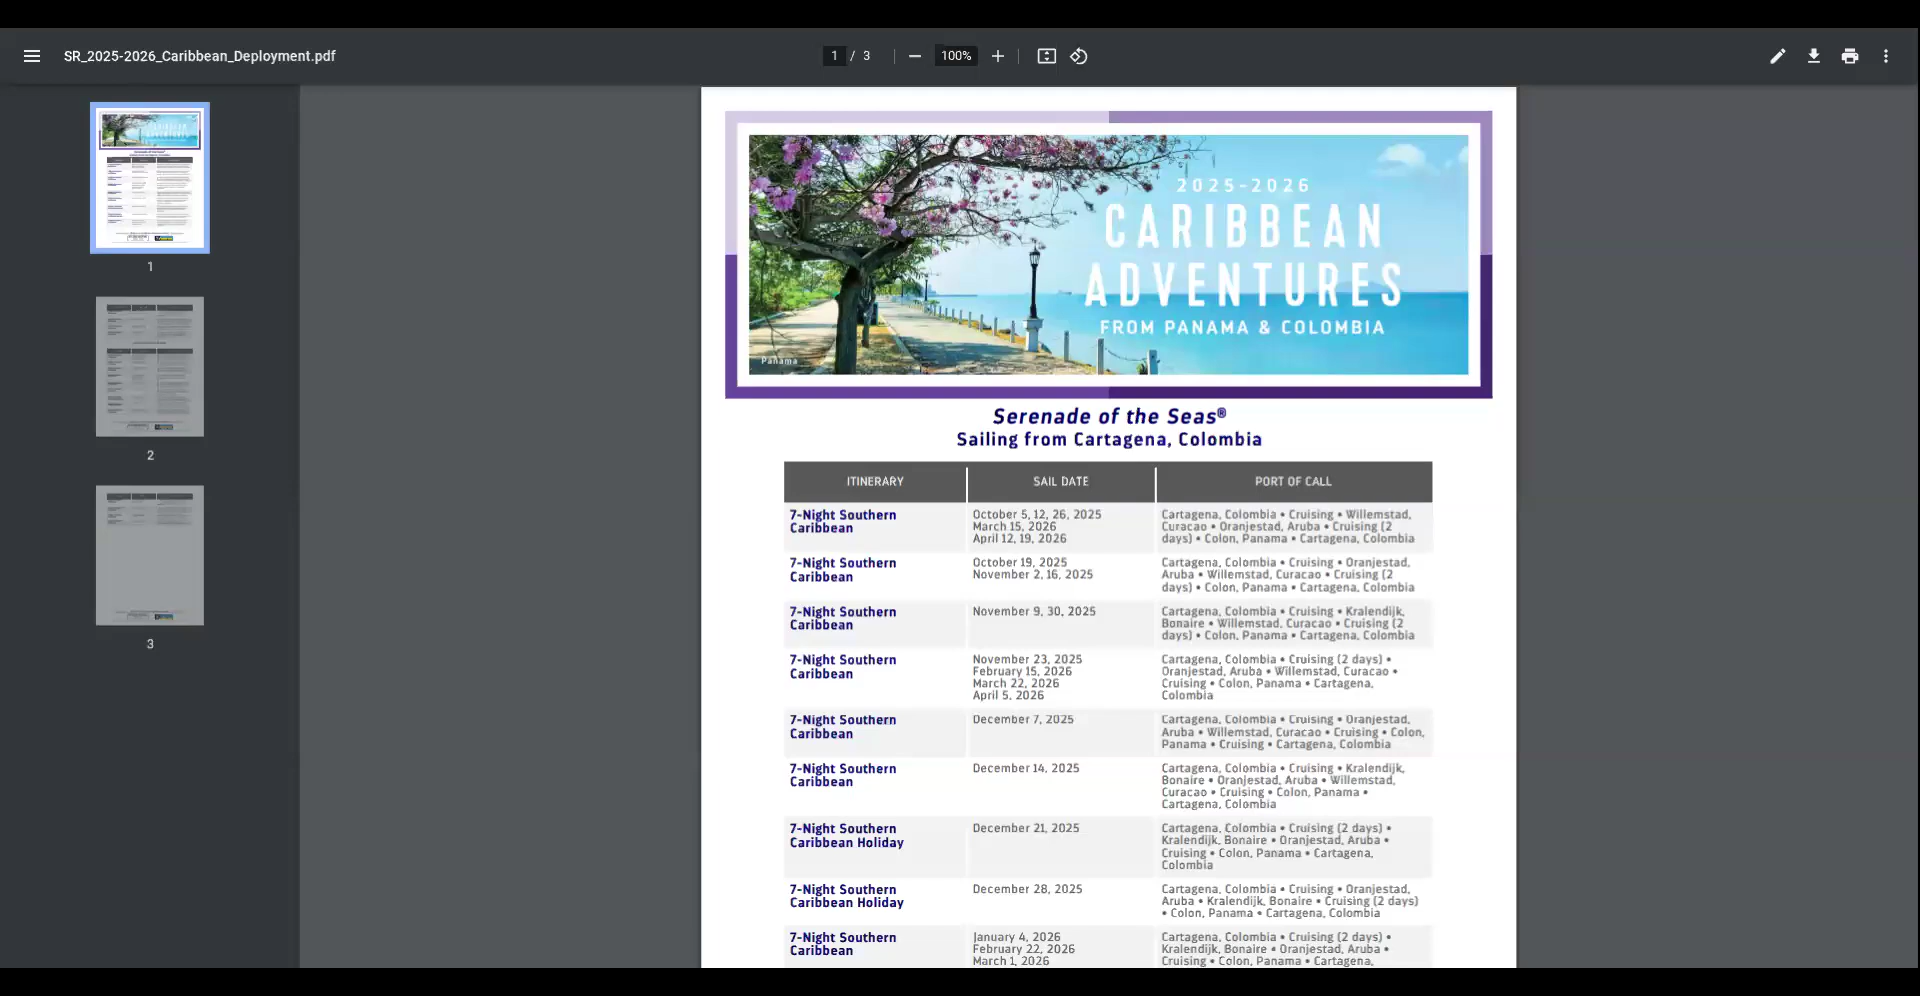 SR_2025-2026_Caribbean_Deployment.pdf
1 / 3
100%
1
2
3
2025-2026
CARIBBEAN
ADVENTURES
FROM PANAMA & COLOMBIA
Panama
Serenade of the Seas®
Sailing from Cartagena, Colombia
ITINERARY SAIL DATE PORT OF CALL
7-Night Southern
Caribbean
October 5, 12, 26, 2025
March 15, 2026
April 12, 19, 2026
Cartagena, Colombia • Cruising • Willemstad,
Curacao • Oranjestad, Aruba • Cruising (2
days) • Colon, Panama • Cartagena, Colombia
7-Night Southern
Caribbean
October 19, 2025
November 2, 16, 2025
Cartagena, Colombia • Cruising • Oranjestad,
Aruba • Willemstad, Curacao • Cruising (2
days) • Colon, Panama • Cartagena, Colombia
7-Night Southern
Caribbean
November 9, 30, 2025
Cartagena, Colombia • Cruising • Kralendijk,
Bonaire • Willemstad, Curacao • Cruising (2
days) • Colon, Panama • Cartagena, Colombia
7-Night Southern
Caribbean
November 23, 2025
February 15, 2026
March 22, 2026
April 5, 2026
Cartagena, Colombia • Cruising (2 days) •
Oranjestad, Aruba • Willemstad, Curacao •
Cruising • Colon, Panama • Cartagena,
Colombia
7-Night Southern
Caribbean
December 7, 2025
Cartagena, Colombia • Cruising • Oranjestad,
Aruba • Willemstad, Curacao • Cruising • Colon,
Panama • Cruising • Cartagena, Colombia
7-Night Southern
Caribbean
December 14, 2025
Cartagena, Colombia • Cruising • Kralendijk,
Bonaire • Oranjestad, Aruba • Willemstad,
Curacao • Cruising • Colon, Panama •
Cartagena, Colombia
7-Night Southern
Caribbean Holiday
December 21, 2025
Cartagena, Colombia • Cruising (2 days) •
Kralendijk, Bonaire • Oranjestad, Aruba •
Cruising • Colon, Panama • Cartagena,
Colombia
7-Night Southern
Caribbean Holiday
December 28, 2025
Cartagena, Colombia • Cruising • Oranjestad,
Aruba • Kralendijk, Bonaire • Cruising (2 days)
• Colon, Panama • Cartagena, Colombia
7-Night Southern
Caribbean
January 4, 2026
February 22, 2026
March 1, 2026
Cartagena, Colombia • Cruising (2 days) •
Kralendijk, Bonaire • Oranjestad, Aruba •
Cruising • Colon, Panama • Cartagena,